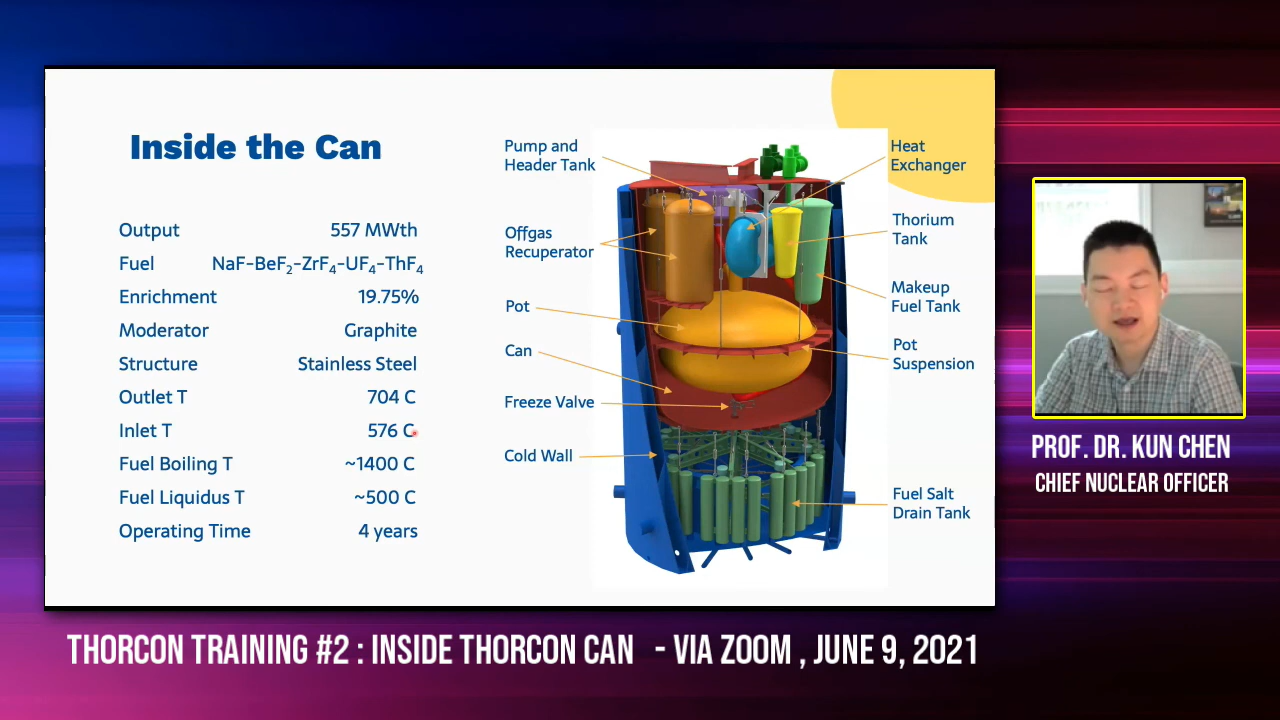 Inside the Can
Output 557 MWth
Fuel NaF-BeF₂-ZrF₄-UF₄-ThF₄
Enrichment 19.75%
Moderator Graphite
Structure Stainless Steel
Outlet T 704 C
Inlet T 576 C
Fuel Boiling T ~1400 C
Fuel Liquidus T ~500 C
Operating Time 4 years
Pump and
Header Tank
Offgas
Recuperator
Pot
Can
Freeze Valve
Cold Wall
Heat
Exchanger
Thorium
Tank
Makeup
Fuel Tank
Pot
Suspension
Fuel Salt
Drain Tank
PROF. DR. KUN CHEN
CHIEF NUCLEAR OFFICER
THORCON TRAINING #2 : INSIDE THORCON CAN - VIA ZOOM , JUNE 9, 2021